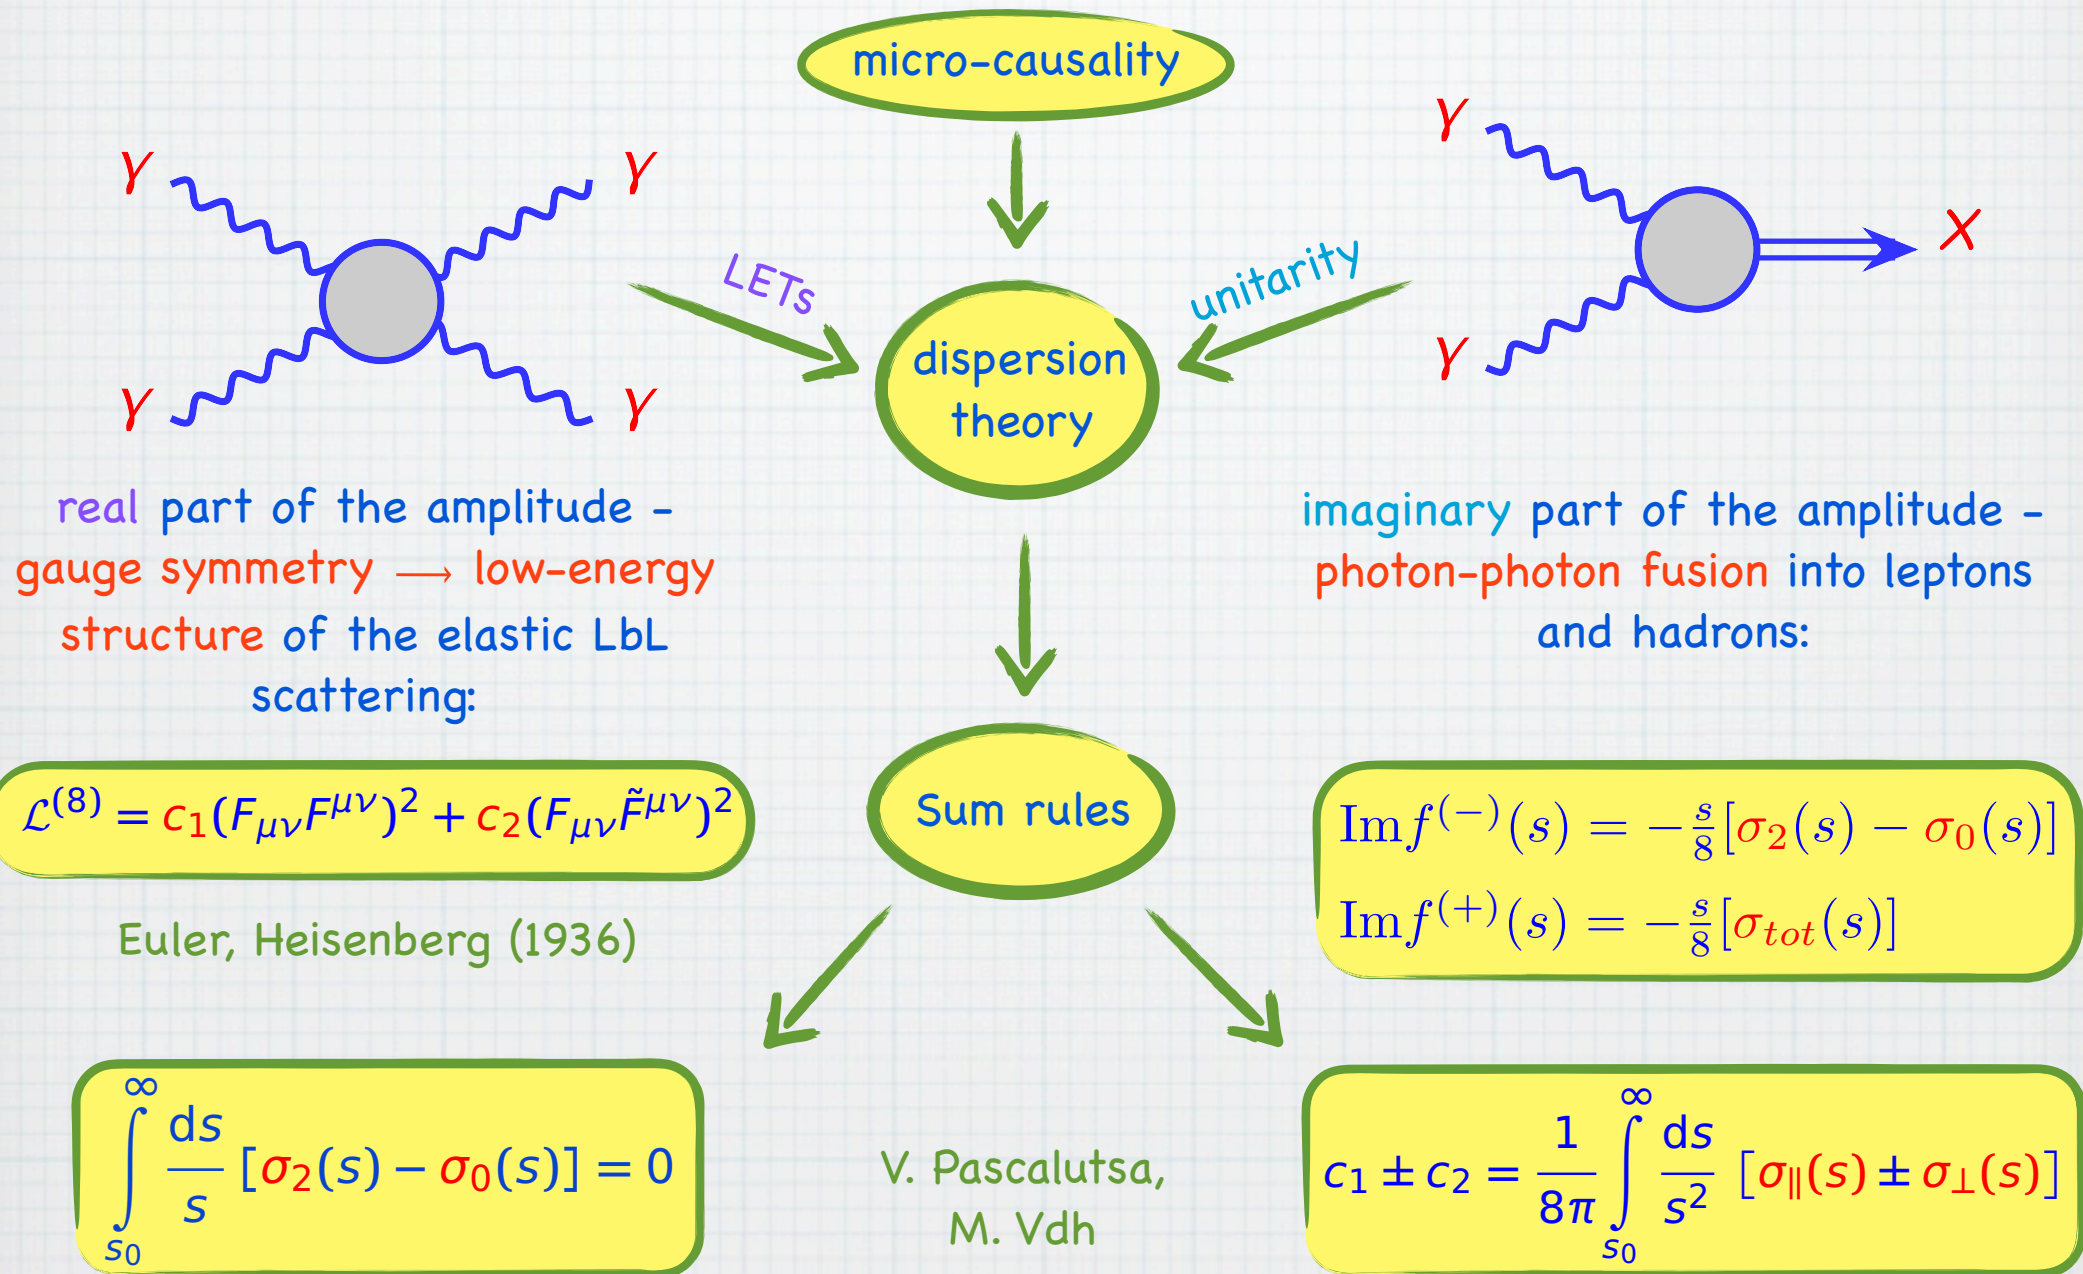 micro-causality
γ γ
γ γ
LETs
unitarity
γ
γ
X
dispersion
theory
real part of the amplitude -
gauge symmetry ⟶ low-energy
structure of the elastic LbL
scattering:
imaginary part of the amplitude -
photon-photon fusion into leptons
and hadrons:
ℒ^(8) = c₁(F_μν F^μν)² + c₂(F_μν F̃^μν)²
Euler, Heisenberg (1936)
Sum rules
Im f^(−)(s) = −s/8 [σ₂(s) − σ₀(s)]
Im f^(+)(s) = −s/8 [σ_tot(s)]
∫_{s₀}^{∞} ds/s [σ₂(s) − σ₀(s)] = 0
V. Pascalutsa,
M. Vdh
c₁ ± c₂ = 1/8π ∫_{s₀}^{∞} ds/s² [σ_∥(s) ± σ_⊥(s)]